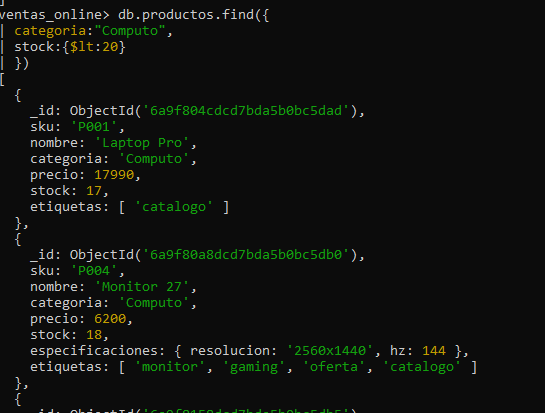 ]
ventas_online> db.productos.find({
| categoria:"Computo",
| stock:{$lt:20}
| })
[
  {
    _id: ObjectId('6a9f804cdcd7bda5b0bc5dad'),
    sku: 'P001',
    nombre: 'Laptop Pro',
    categoria: 'Computo',
    precio: 17990,
    stock: 17,
    etiquetas: [ 'catalogo' ]
  },
  {
    _id: ObjectId('6a9f80a8dcd7bda5b0bc5db0'),
    sku: 'P004',
    nombre: 'Monitor 27',
    categoria: 'Computo',
    precio: 6200,
    stock: 18,
    especificaciones: { resolucion: '2560x1440', hz: 144 },
    etiquetas: [ 'monitor', 'gaming', 'oferta', 'catalogo' ]
  },
  {